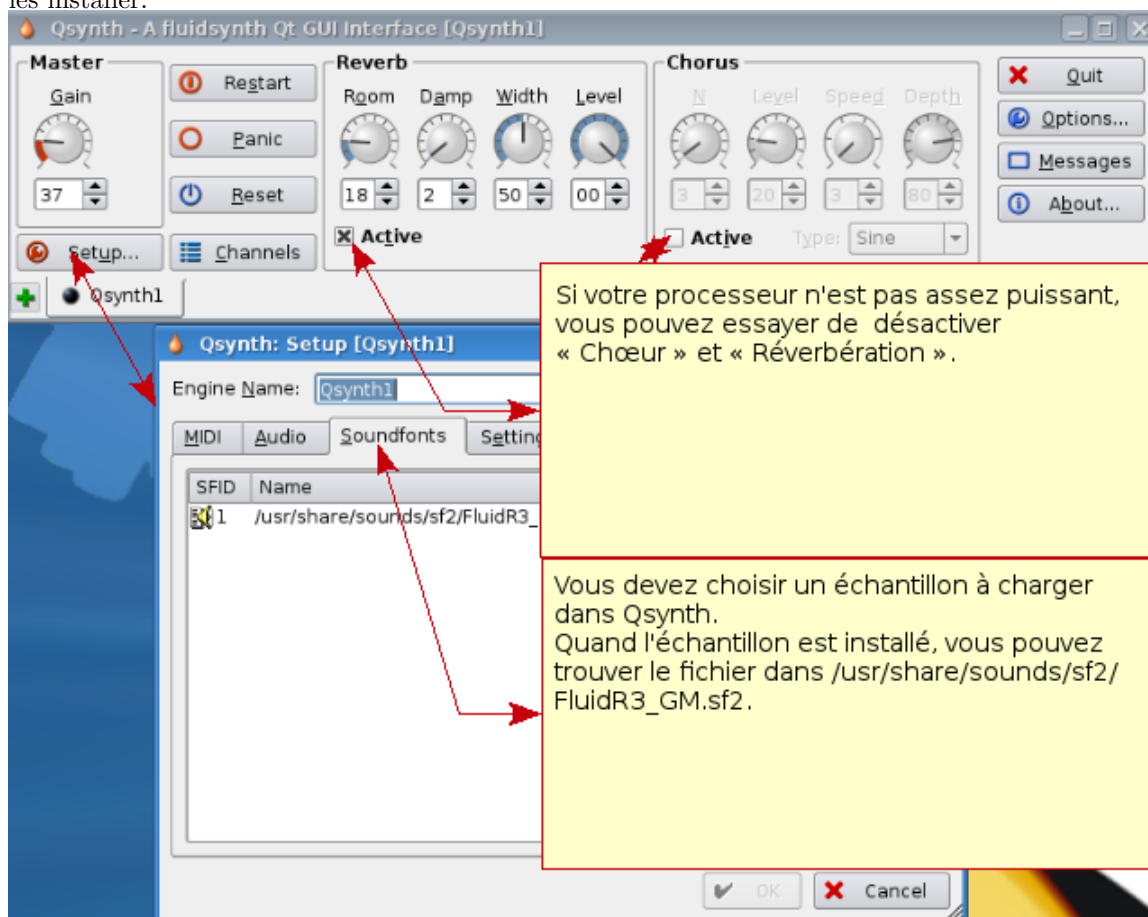 les installer.
Qsynth - A fluidsynth Qt GUI Interface [Qsynth1]
Master
Gain
37
Setup...
Restart
Panic
Reset
Channels
Reverb
Room Damp Width Level
18 2 50 00
Active
Chorus
N Level Speed Depth
3 20 3 80
Active Type: Sine
Quit
Options...
Messages
About...
Qsynth1
Si votre processeur n'est pas assez puissant,
vous pouvez essayer de désactiver
« Chœur » et « Réverbération ».
Qsynth: Setup [Qsynth1]
Engine Name: Qsynth1
MIDI Audio Soundfonts Setting
SFID Name
1 /usr/share/sounds/sf2/FluidR3_
Vous devez choisir un échantillon à charger
dans Qsynth.
Quand l'échantillon est installé, vous pouvez
trouver le fichier dans /usr/share/sounds/sf2/
FluidR3_GM.sf2.
OK Cancel